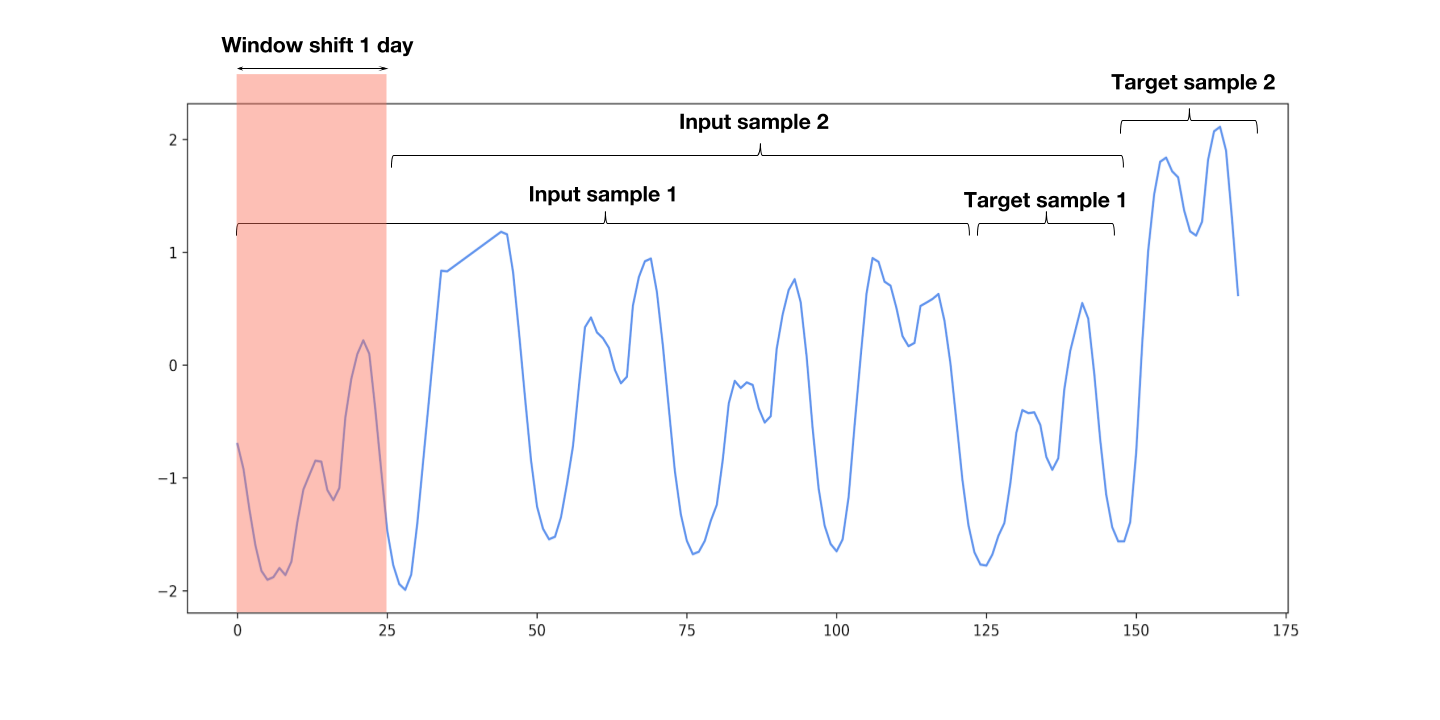 Window shift 1 day
Target sample 2
Input sample 2
Input sample 1
Target sample 1
2
1
0
−1
−2
0 25 50 75 100 125 150 175